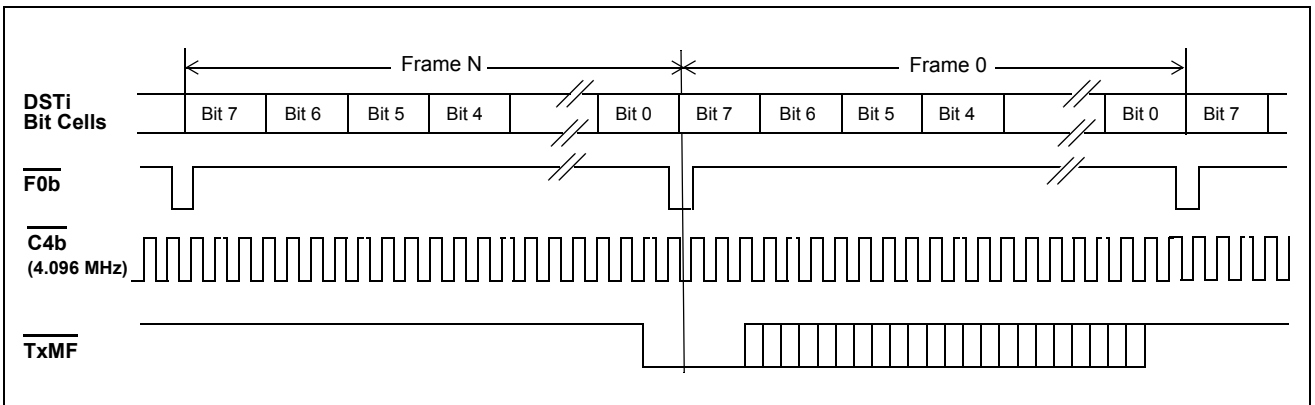 Frame N
Frame 0
DSTi
Bit Cells
Bit 7
Bit 6
Bit 5
Bit 4
Bit 0
Bit 7
Bit 6
Bit 5
Bit 4
Bit 0
Bit 7
F0b
C4b
(4.096 MHz)
TxMF